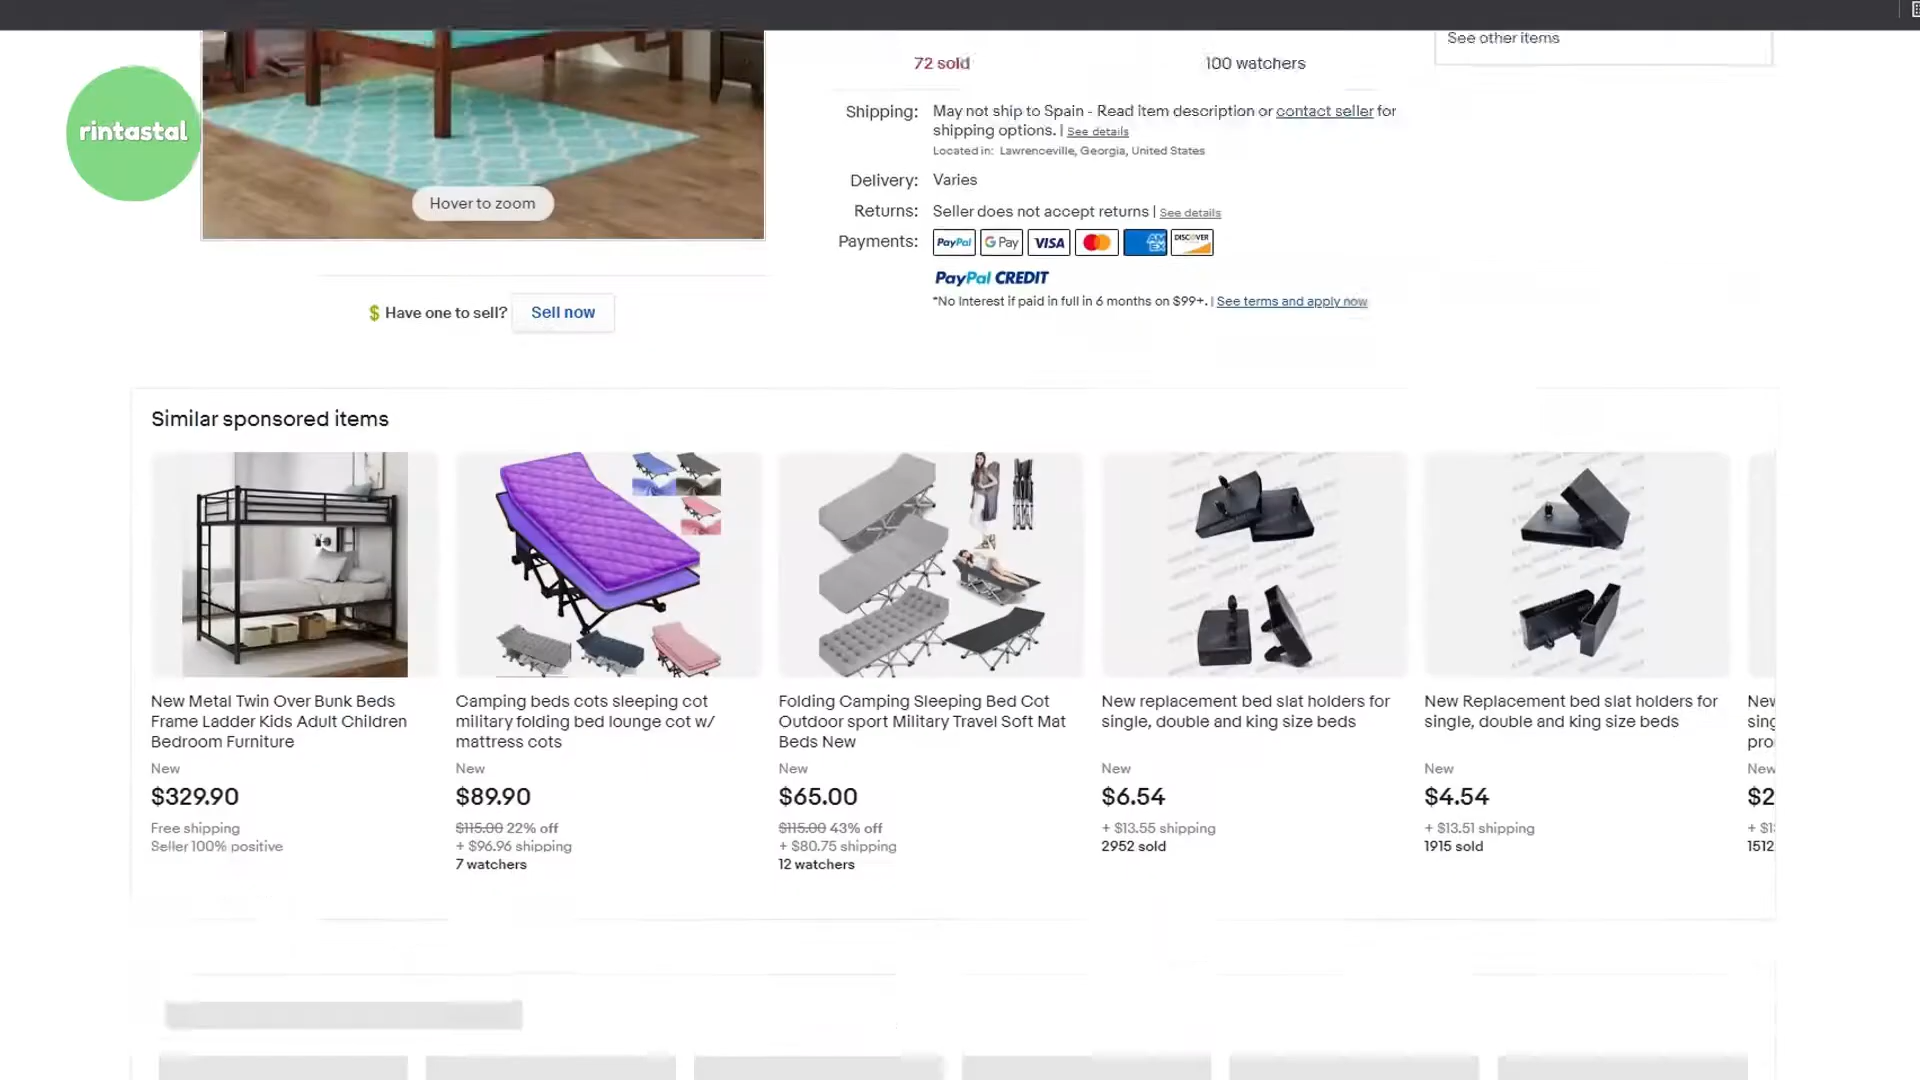 See other items
rintastal
72 sold
100 watchers
Shipping:
May not ship to Spain - Read item description or contact seller for
shipping options. | See details
Located in: Lawrenceville, Georgia, United States
Delivery:
Varies
Returns:
Seller does not accept returns | See details
Payments:
PayPal
G Pay
VISA
AMEX
DISCOVER
PayPal CREDIT
*No Interest if paid in full in 6 months on $99+. | See terms and apply now
Hover to zoom
$ Have one to sell?
Sell now
Similar sponsored items
New Metal Twin Over Bunk Beds
Frame Ladder Kids Adult Children
Bedroom Furniture
New
$329.90
Free shipping
Seller 100% positive
Camping beds cots sleeping cot
military folding bed lounge cot w/
mattress cots
New
$89.90
$115.00 22% off
+ $96.96 shipping
7 watchers
Folding Camping Sleeping Bed Cot
Outdoor sport Military Travel Soft Mat
Beds New
New
$65.00
$115.00 43% off
+ $80.75 shipping
12 watchers
New replacement bed slat holders for
single, double and king size beds
New
$6.54
+ $13.55 shipping
2952 sold
New Replacement bed slat holders for
single, double and king size beds
New
$4.54
+ $13.51 shipping
1915 sold
New
New
$2
1512